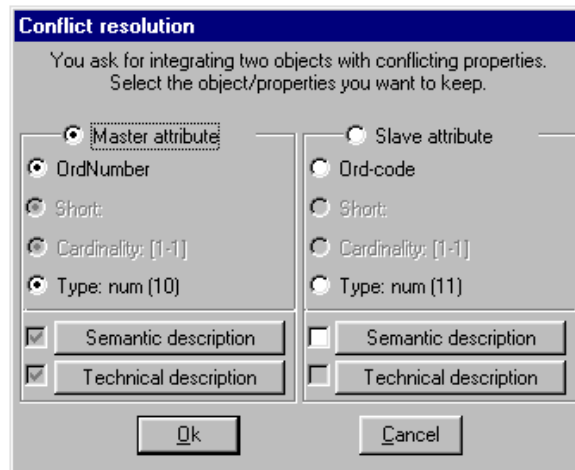 Conflict resolution
You ask for integrating two objects with conflicting properties.
Select the object/properties you want to keep.
Master attribute
OrdNumber
Short:
Cardinality: [1-1]
Type: num (10)
Semantic description
Technical description
Slave attribute
Ord-code
Short:
Cardinality: [1-1]
Type: num (11)
Semantic description
Technical description
Ok
Cancel